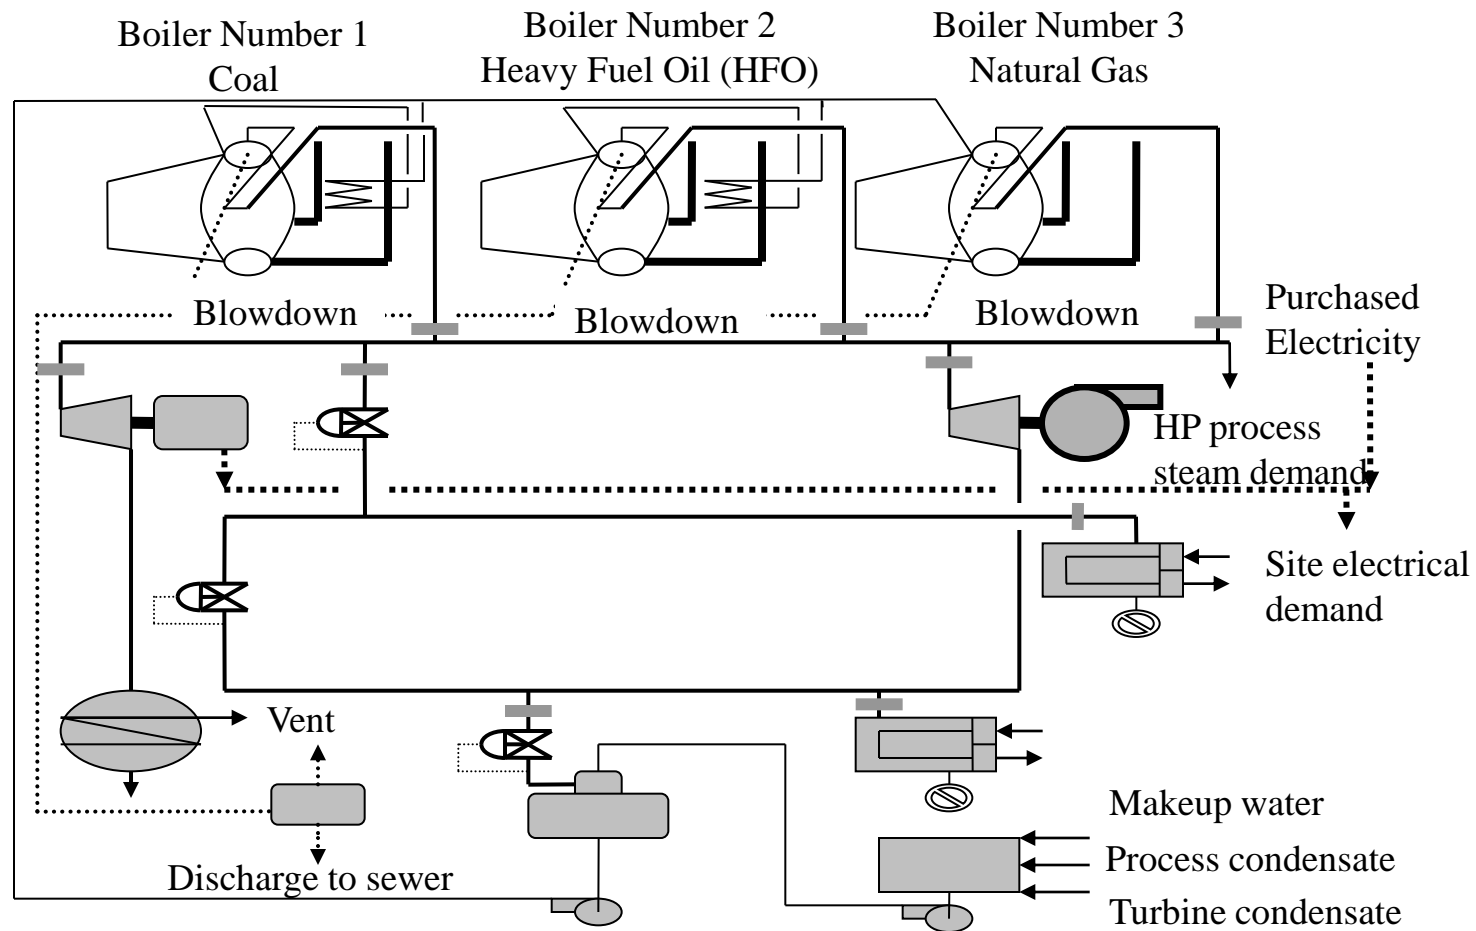 Boiler Number 1
Coal
Boiler Number 2
Heavy Fuel Oil (HFO)
Boiler Number 3
Natural Gas
Blowdown
Blowdown
Blowdown
Purchased
Electricity
HP process
steam demand
Site electrical
demand
Vent
Discharge to sewer
Makeup water
Process condensate
Turbine condensate